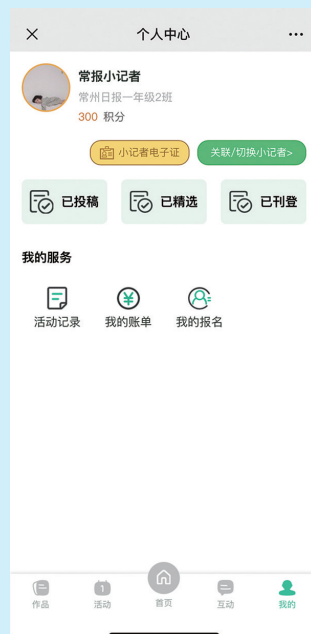 个人中心
常报小记者
常州日报一年级2班
300 积分
小记者电子证
关联/切换小记者>
已投稿
已精选
已刊登
我的服务
活动记录
我的账单
我的报名
作品
1
活动
首页
互动
我的